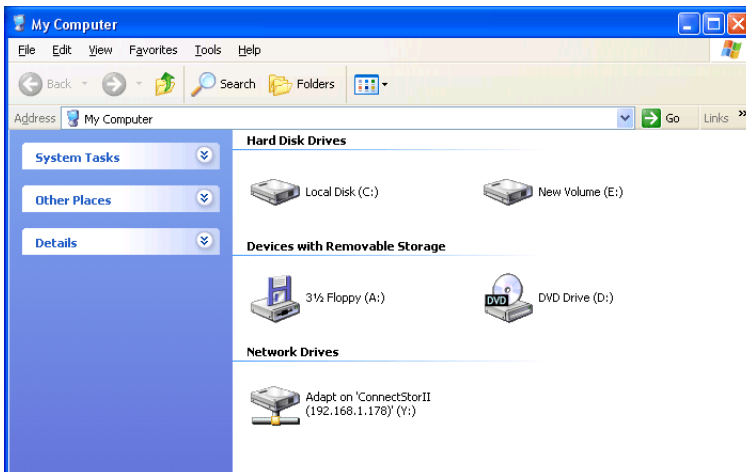 My Computer
File Edit View Favorites Tools Help
Back Search Folders
Address My Computer Go Links »
System Tasks
Other Places
Details
Hard Disk Drives
Local Disk (C:) New Volume (E:)
Devices with Removable Storage
3½ Floppy (A:) DVD DVD Drive (D:)
Network Drives
Adapt on 'ConnectStorII
(192.168.1.178)' (Y:)